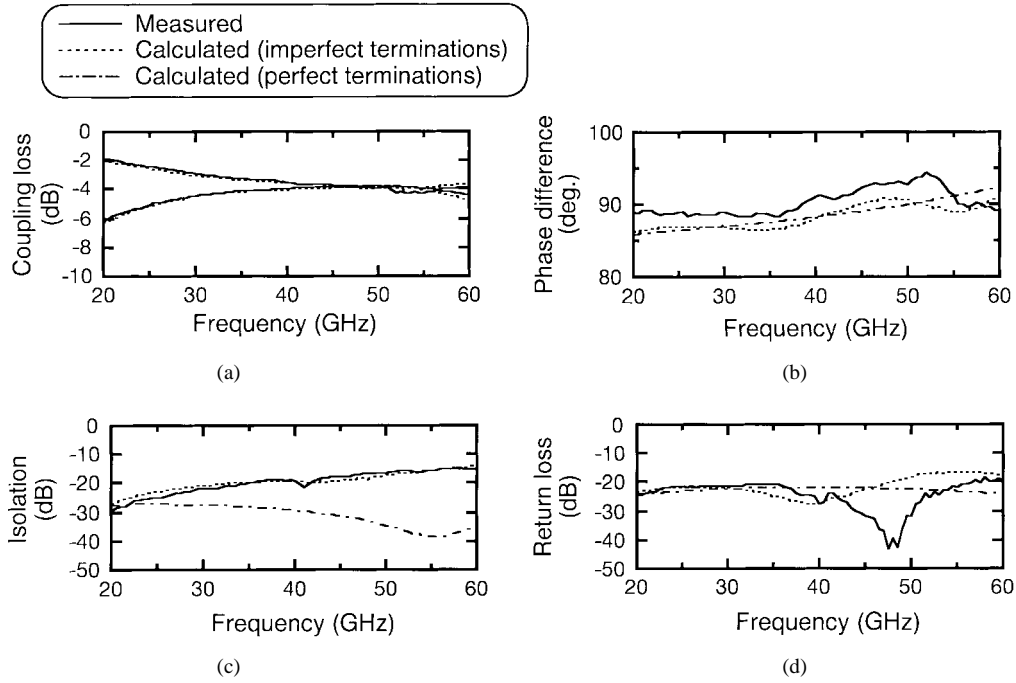 Measured
Calculated (imperfect terminations)
Calculated (perfect terminations)
Coupling loss
(dB)
0
-2
-4
-6
-8
-10
20 30 40 50 60
Frequency (GHz)
(a)
Phase difference
(deg.)
100
90
80
20 30 40 50 60
Frequency (GHz)
(b)
Isolation
(dB)
0
-10
-20
-30
-40
-50
20 30 40 50 60
Frequency (GHz)
(c)
Return loss
(dB)
0
-10
-20
-30
-40
-50
20 30 40 50 60
Frequency (GHz)
(d)